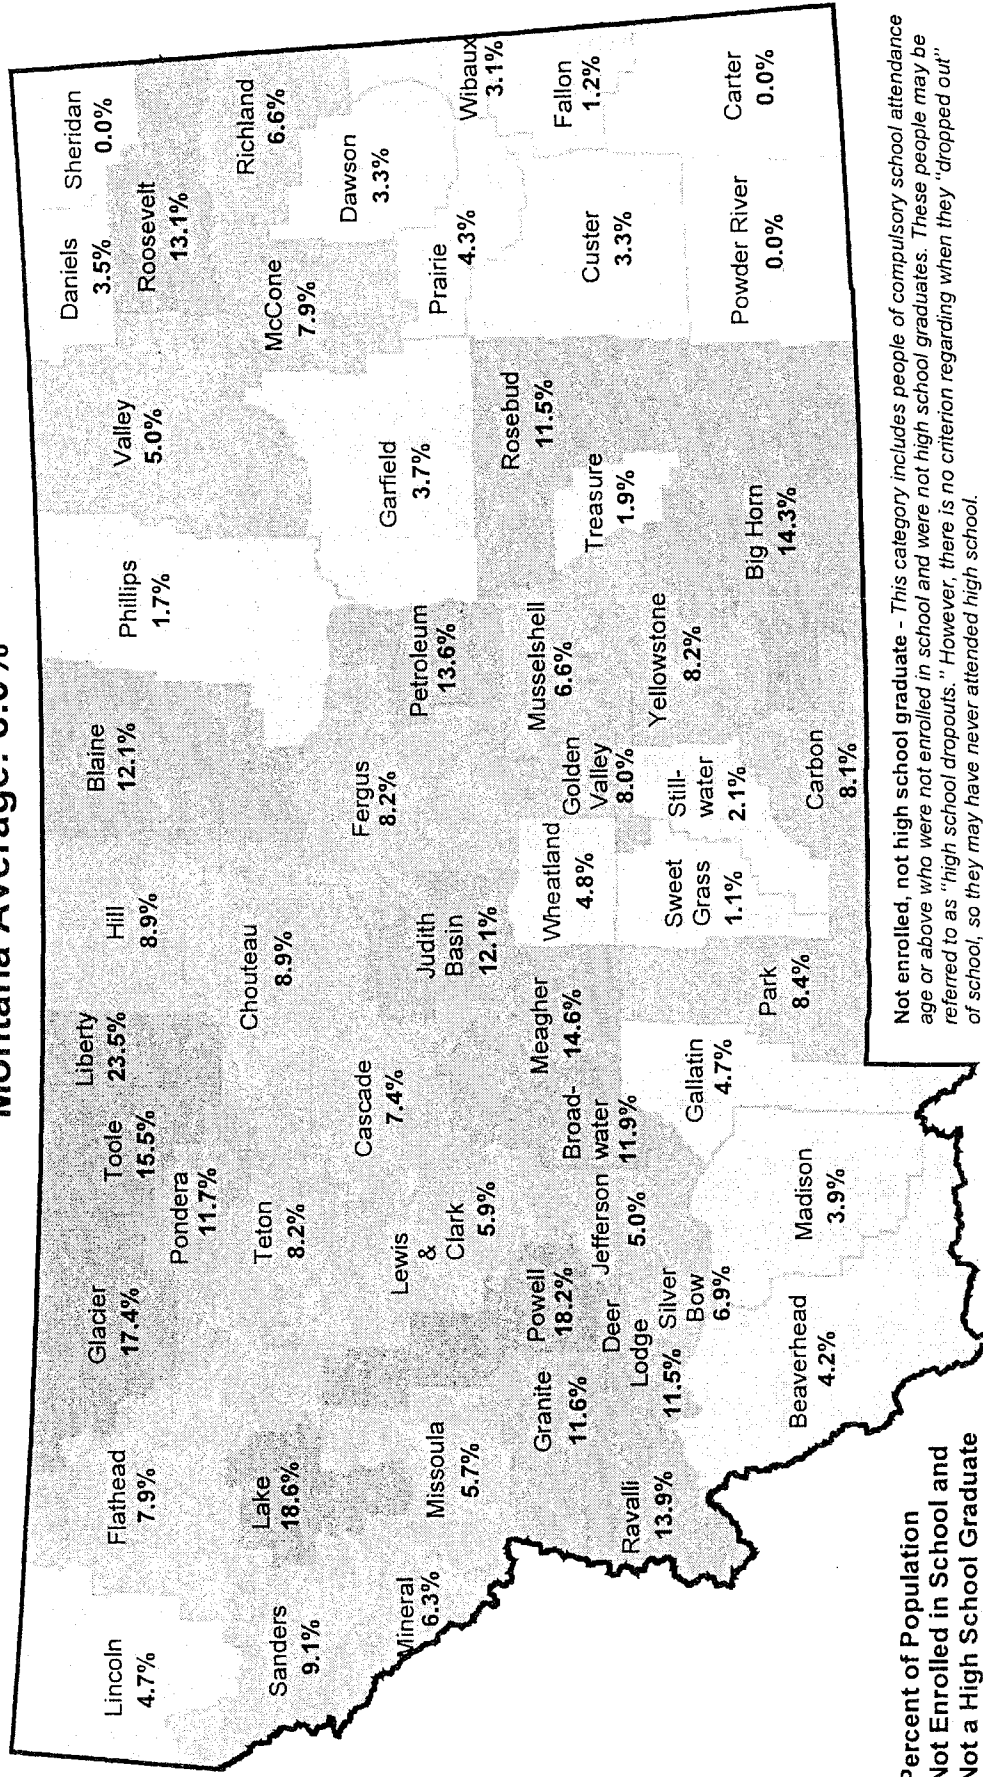 Montana Average:
Lincoln
4.7%
Flathead
7.9%
Glacier
17.4%
Toole
15.5%
Liberty
23.5%
Hill
8.9%
Blaine
12.1%
Phillips
1.7%
Valley
5.0%
Daniels
3.5%
Sheridan
0.0%
Roosevelt
13.1%
Pondera
11.7%
Sanders
9.1%
Lake
18.6%
Teton
8.2%
Chouteau
8.9%
McCone
7.9%
Richland
6.6%
Cascade
7.4%
Fergus
8.2%
Garfield
3.7%
Dawson
3.3%
Mineral
6.3%
Missoula
5.7%
Lewis
&
Clark
5.9%
Judith
Basin
12.1%
Petroleum
13.6%
Prairie
4.3%
Wibaux
3.1%
Granite
11.6%
Powell
18.2%
Meagher
14.6%
Broad-
water
11.9%
Wheatland
4.8%
Golden
Valley
8.0%
Musselshell
6.6%
Rosebud
11.5%
Treasure
1.9%
Custer
3.3%
Fallon
1.2%
Ravalli
13.9%
Deer
Lodge
11.5%
Jefferson
5.0%
Silver
Bow
6.9%
Gallatin
4.7%
Sweet
Grass
1.1%
Still-
water
2.1%
Yellowstone
8.2%
Beaverhead
4.2%
Madison
3.9%
Park
8.4%
Carbon
8.1%
Big Horn
14.3%
Powder River
0.0%
Carter
0.0%
Not enrolled, not high school graduate - This category includes people of compulsory school attendance
age or above who were not enrolled in school and were not high school graduates. These people may be
referred to as "high school dropouts." However, there is no criterion regarding when they "dropped out"
of school, so they may have never attended high school.
Percent of Population
Not Enrolled in School and
Not a High School Graduate